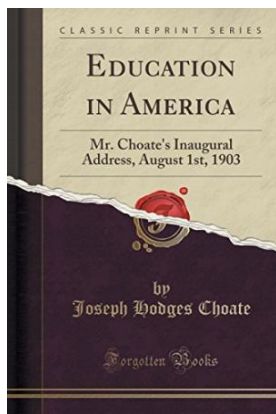 CLASSIC REPRINT SERIES
EDUCATION
IN AMERICA
Mr. Choate's Inaugural
Address, August 1st, 1903
by
Joseph Hodges Choate
Forgotten Books